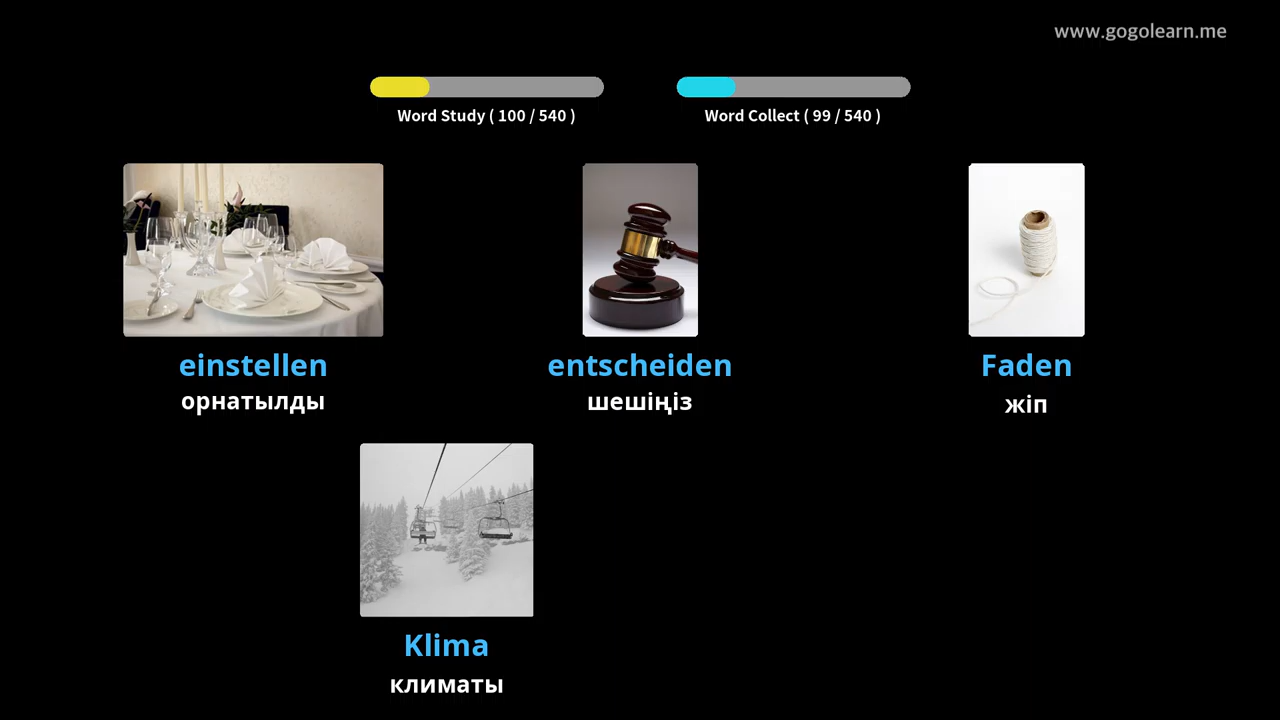 www.gogolearn.me
Word Study ( 100 / 540 )
Word Collect ( 99 / 540 )
einstellen
орнатылды
entscheiden
шешіңіз
Faden
жіп
Klima
климаты